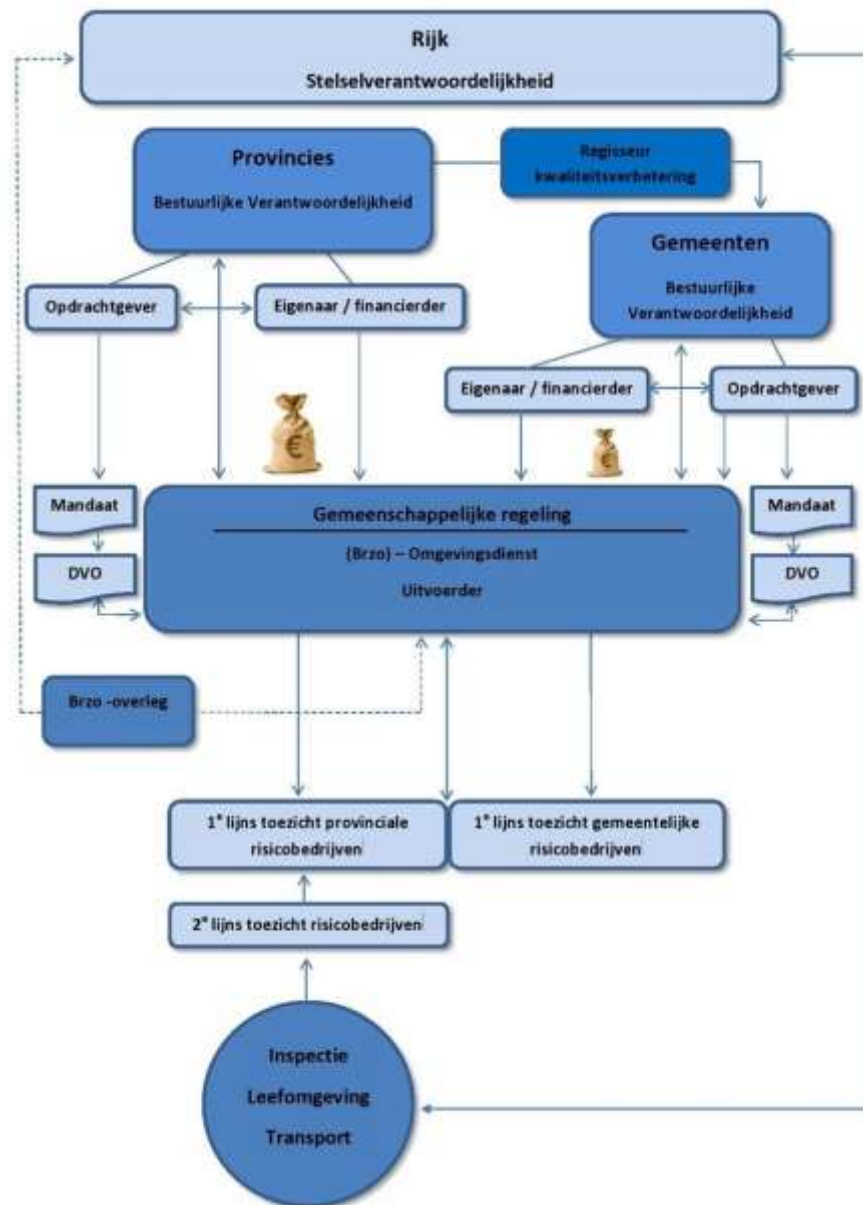 Rijk
Stelselverantwoordelijkheid
Provincies
Bestuurlijke Verantwoordelijkheid
Regisseur
kwaliteitsverbetering
Gemeenten
Bestuurlijke
Verantwoordelijkheid
Opdrachtgever
Eigenaar / financierder
Eigenaar / financierder
Opdrachtgever
€
€
Mandaat
DVO
Gemeenschappelijke regeling
(Brzo) – Omgevingsdienst
Uitvoerder
Mandaat
DVO
Brzo -overleg
1e lijns toezicht provinciale
risicobedrijven
1e lijns toezicht gemeentelijke
risicobedrijven
2e lijns toezicht risicobedrijven
Inspectie
Leefomgeving
Transport